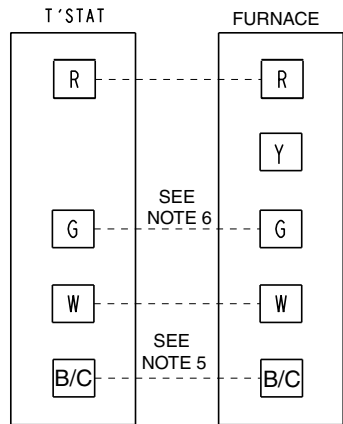 T'STAT FURNACE
R R
Y
SEE
NOTE 6
G G
W W
SEE
NOTE 5
B/C B/C